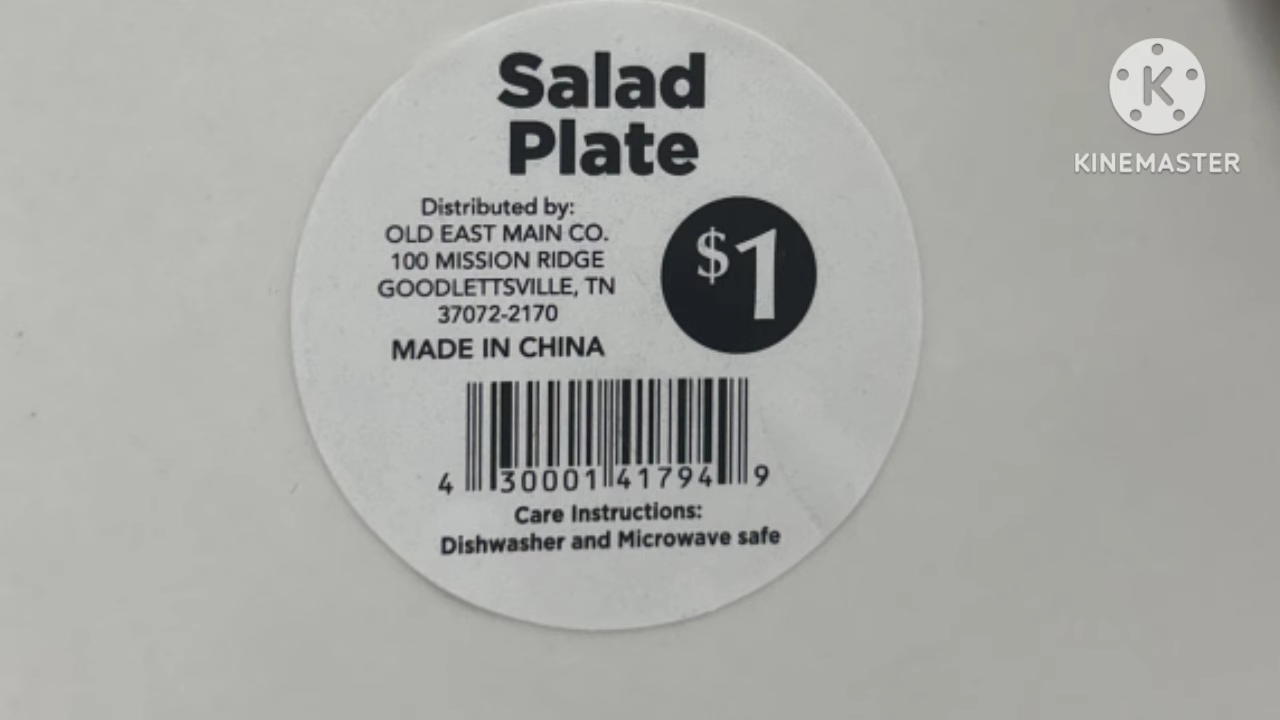 Salad
Plate
Distributed by:
OLD EAST MAIN CO.
100 MISSION RIDGE
GOODLETTSVILLE, TN
37072-2170
MADE IN CHINA
$1
4 30001 41794 9
Care Instructions:
Dishwasher and Microwave safe
K
KINEMASTER